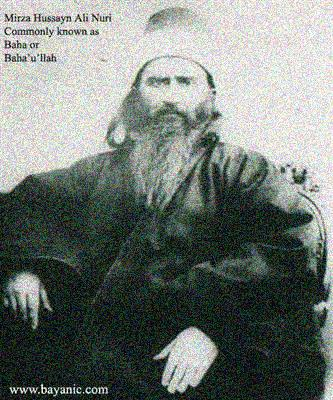 Mirza Hussayn Ali Nuri
Commonly known as
Baha or
Baha'u'llah
www.bayanic.com